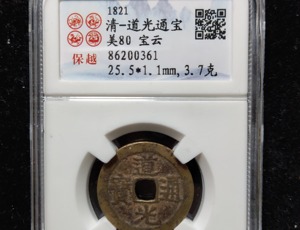 1821
清-道光通宝
美80 宝云
保越
86200361
25.5*1.1mm,3.7克
道
寶 通
光